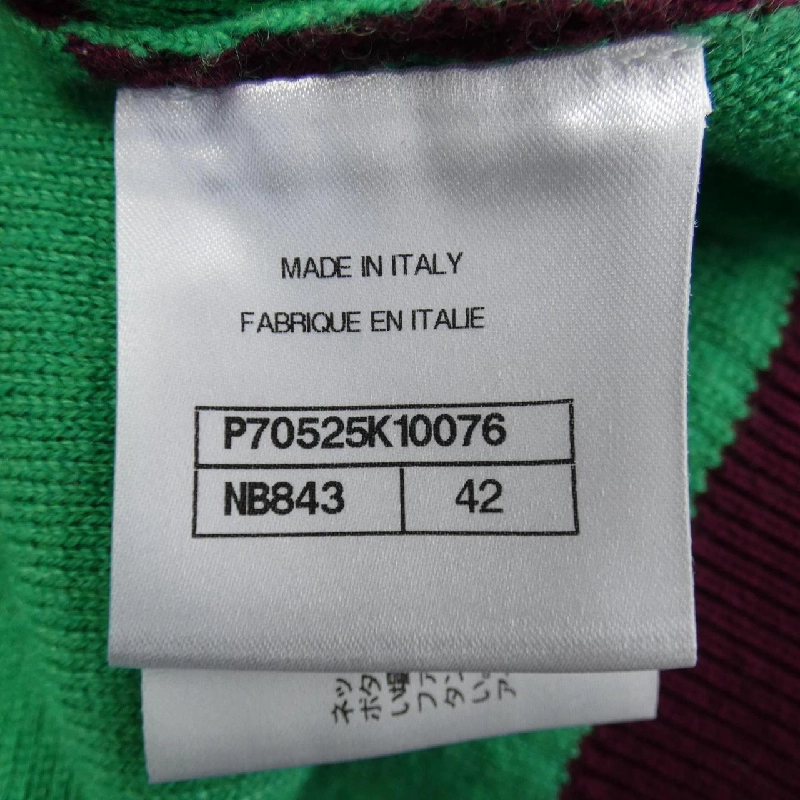 MADE IN ITALY
FABRIQUE EN ITALIE
P70525K10076
NB843 42